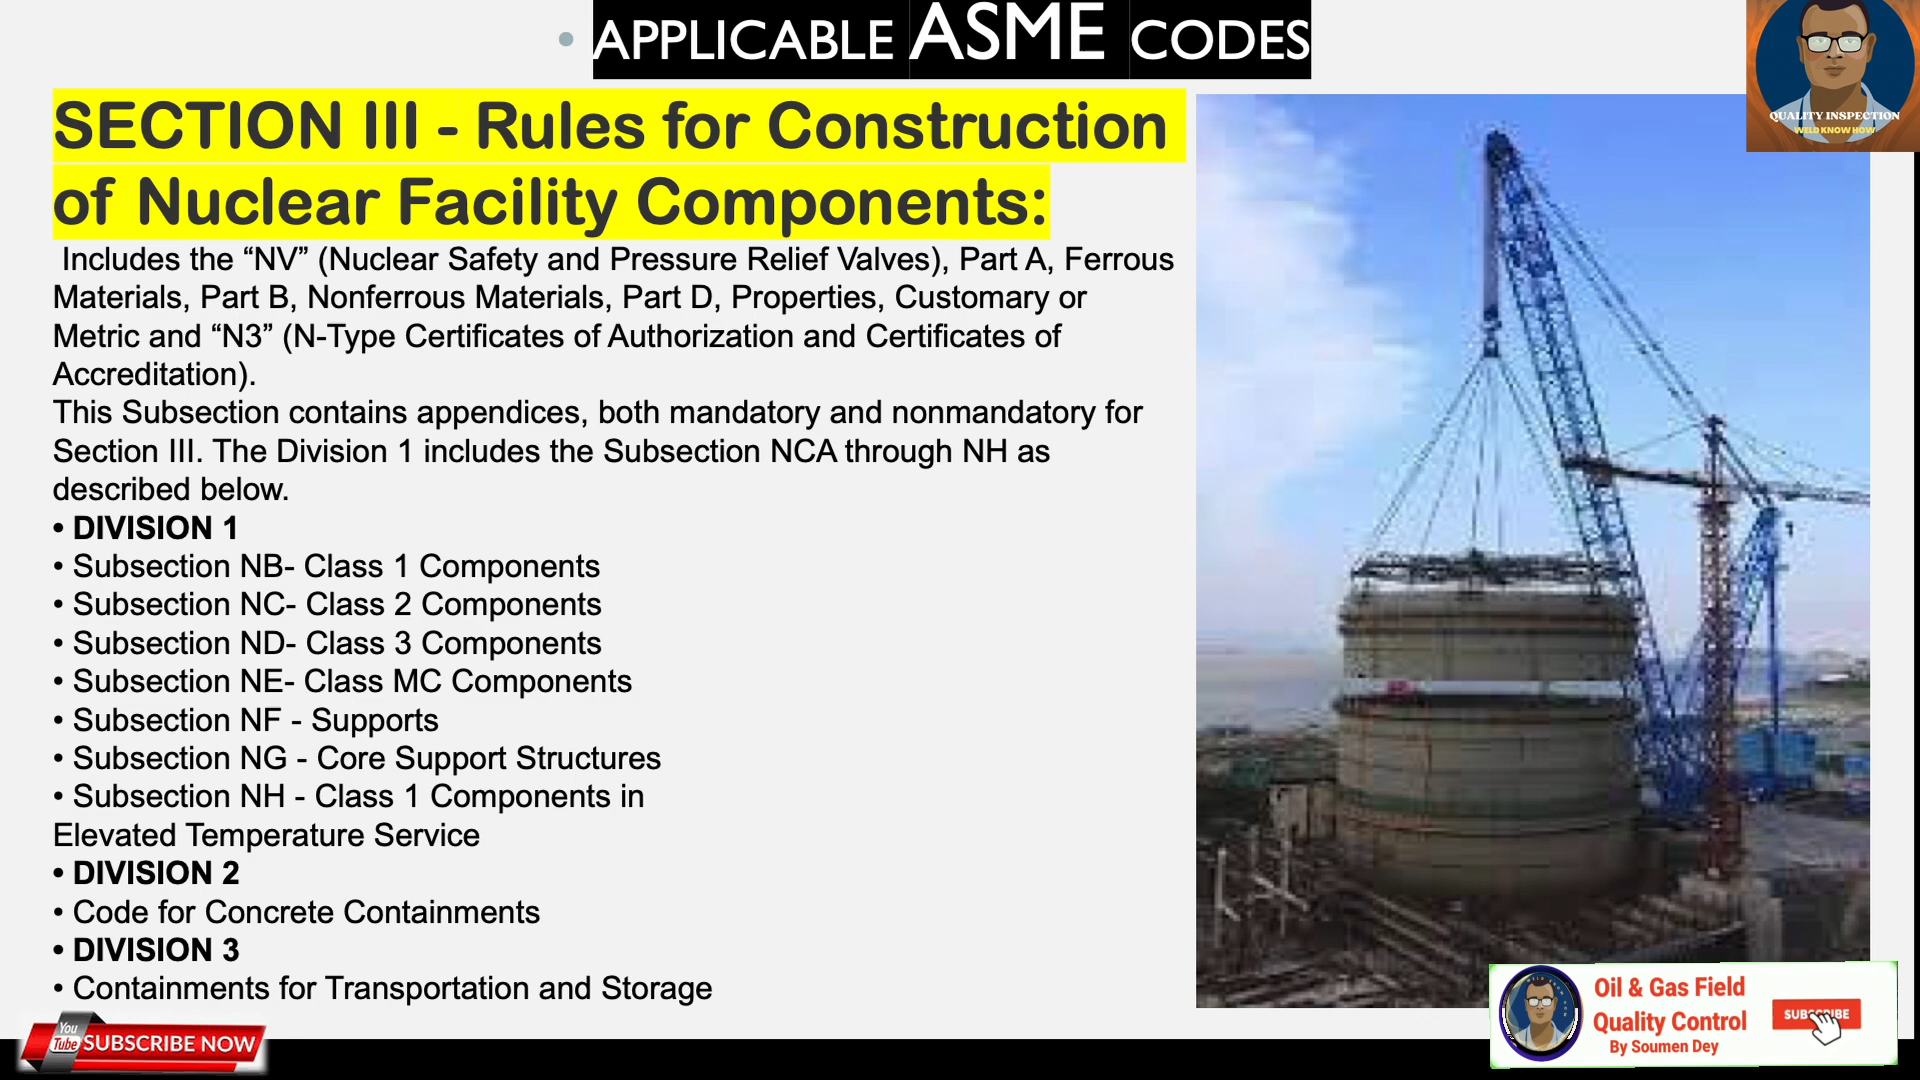 • APPLICABLE ASME CODES
QUALITY INSPECTION
WELD KNOW HOW
SECTION III - Rules for Construction
of Nuclear Facility Components:
Includes the “NV” (Nuclear Safety and Pressure Relief Valves), Part A, Ferrous
Materials, Part B, Nonferrous Materials, Part D, Properties, Customary or
Metric and “N3” (N-Type Certificates of Authorization and Certificates of
Accreditation).
This Subsection contains appendices, both mandatory and nonmandatory for
Section III. The Division 1 includes the Subsection NCA through NH as
described below.
• DIVISION 1
• Subsection NB- Class 1 Components
• Subsection NC- Class 2 Components
• Subsection ND- Class 3 Components
• Subsection NE- Class MC Components
• Subsection NF - Supports
• Subsection NG - Core Support Structures
• Subsection NH - Class 1 Components in
Elevated Temperature Service
• DIVISION 2
• Code for Concrete Containments
• DIVISION 3
• Containments for Transportation and Storage
You
Tube SUBSCRIBE NOW
Oil & Gas Field
Quality Control
By Soumen Dey
SUBSCRIBE